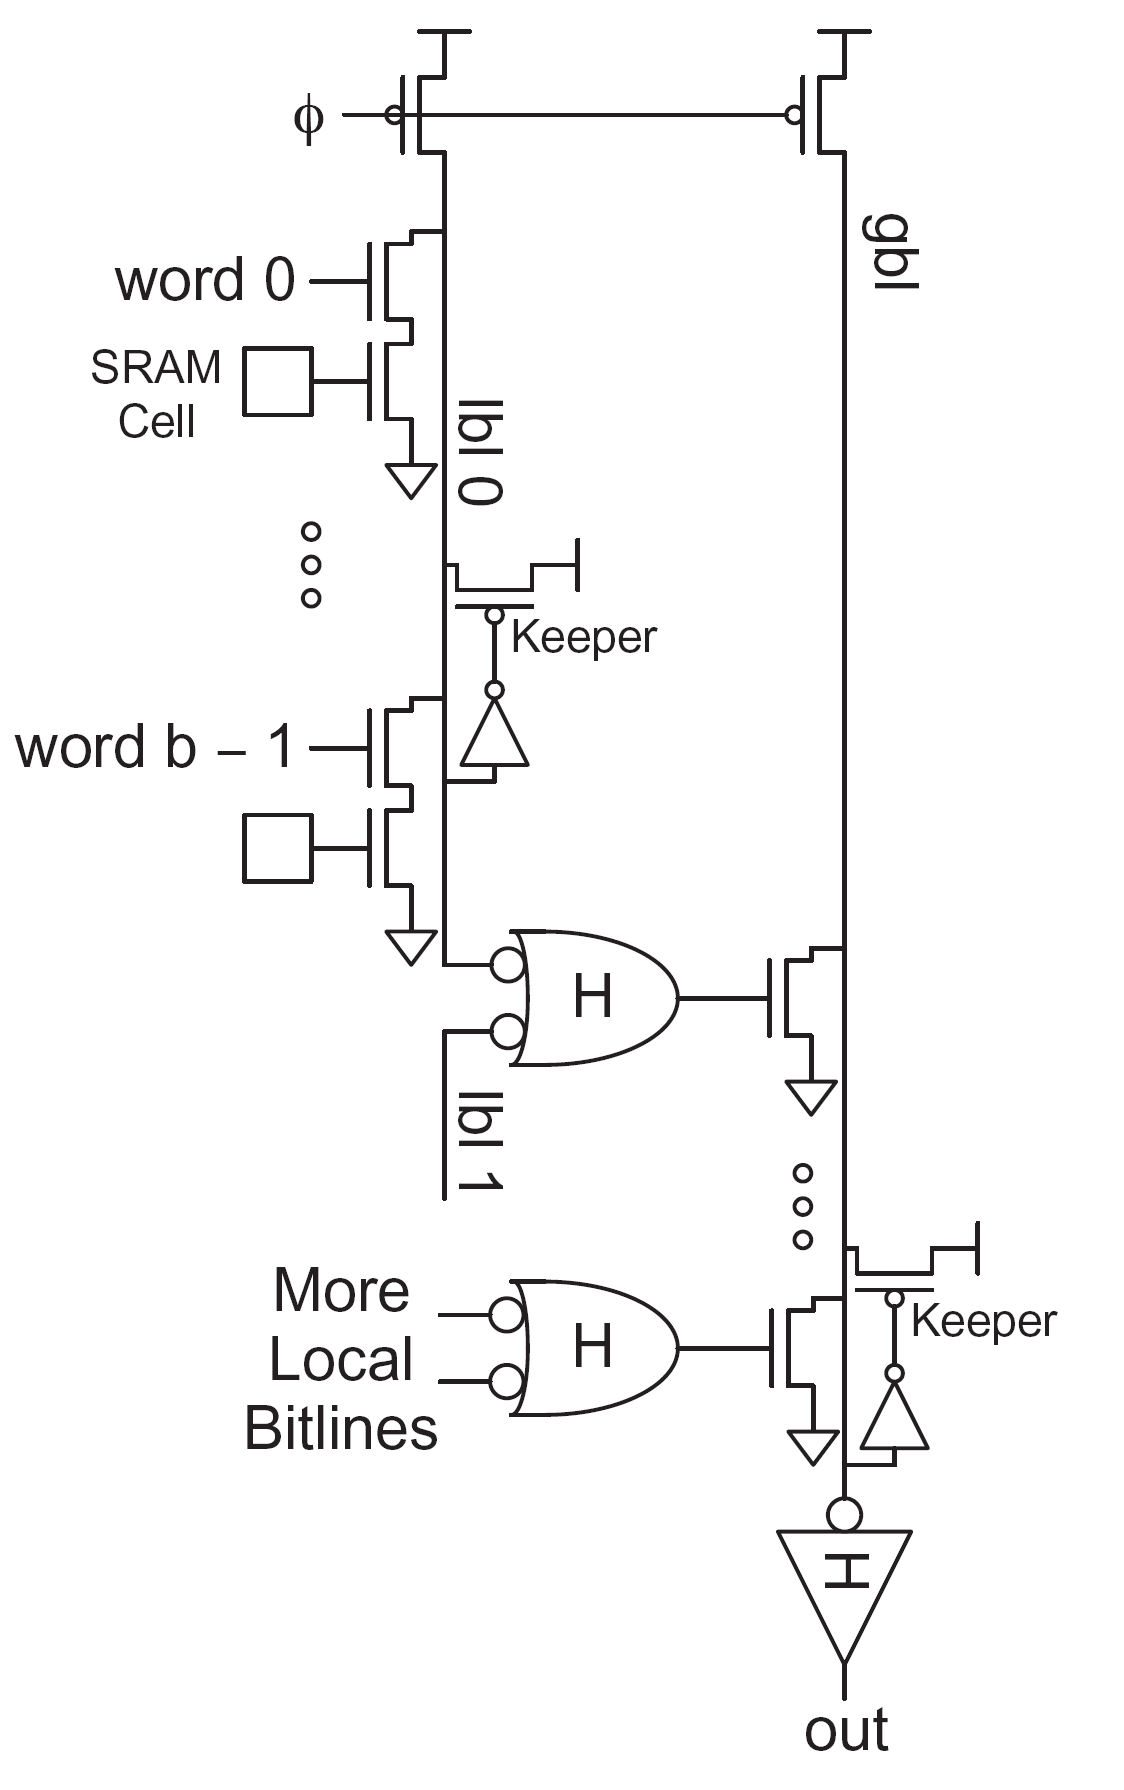 ϕ
gbl
word 0
SRAM
Cell
lbl 0
Keeper
word b – 1
H
lbl 1
More
Local
Bitlines
H
Keeper
H
out